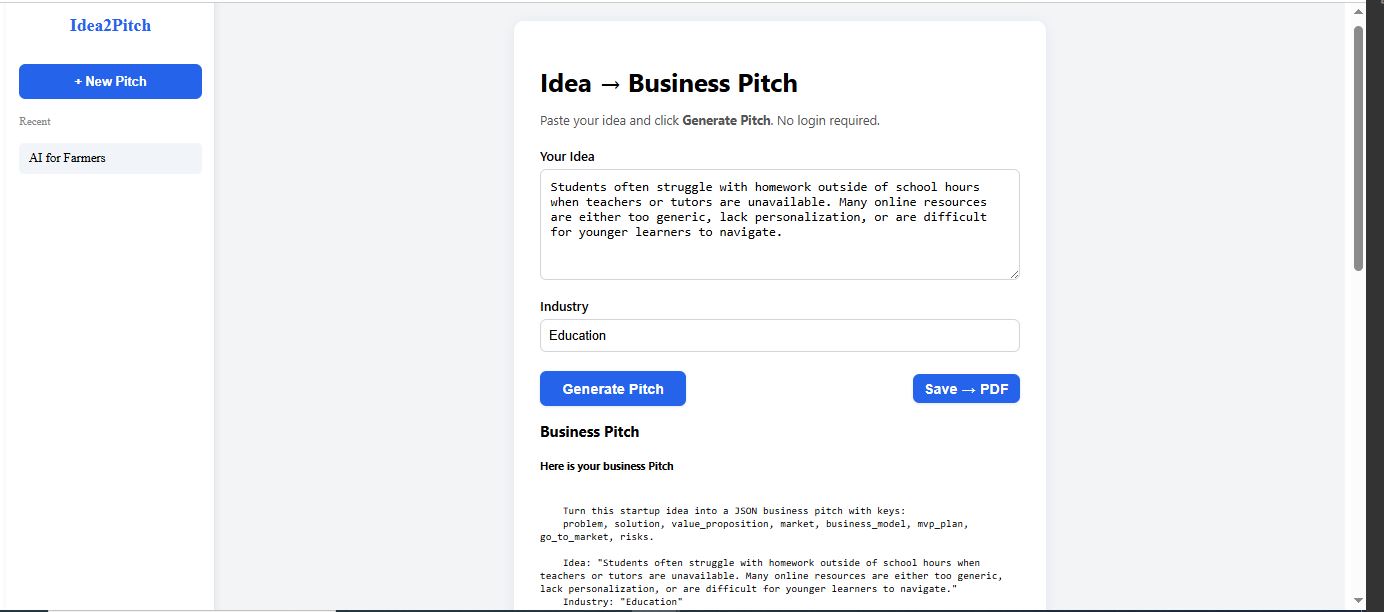 Idea2Pitch
+ New Pitch
Recent
AI for Farmers
Idea → Business Pitch
Paste your idea and click Generate Pitch. No login required.
Your Idea
Students often struggle with homework outside of school hours
when teachers or tutors are unavailable. Many online resources
are either too generic, lack personalization, or are difficult
for younger learners to navigate.
Industry
Education
Generate Pitch
Save → PDF
Business Pitch
Here is your business Pitch
Turn this startup idea into a JSON business pitch with keys:
problem, solution, value_proposition, market, business_model, mvp_plan,
go_to_market, risks.
Idea: "Students often struggle with homework outside of school hours when
teachers or tutors are unavailable. Many online resources are either too generic,
lack personalization, or are difficult for younger learners to navigate."
Industry: "Education"